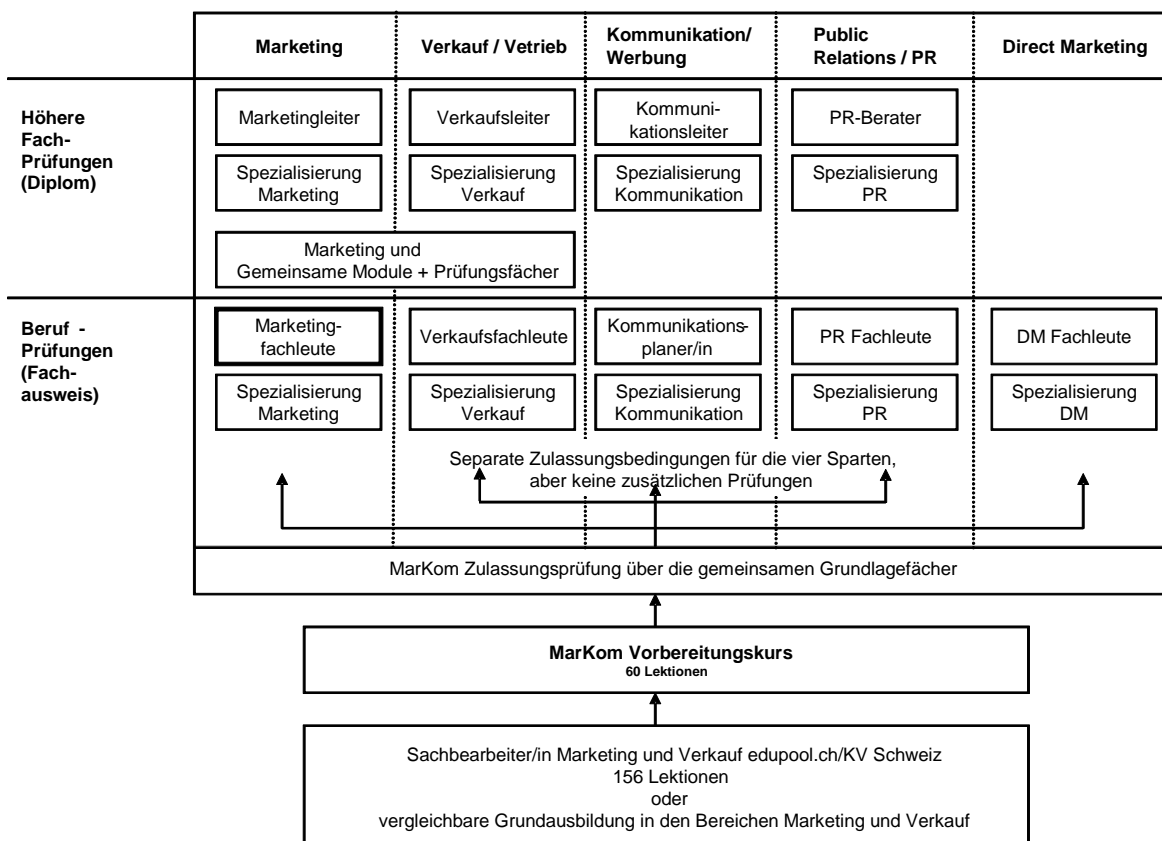 Marketing
Verkauf / Vetrieb
Kommunikation/
Werbung
Public
Relations / PR
Direct Marketing
Höhere
Fach-
Prüfungen
(Diplom)
Marketingleiter
Verkaufsleiter
Kommuni-
kationsleiter
PR-Berater
Spezialisierung
Marketing
Spezialisierung
Verkauf
Spezialisierung
Kommunikation
Spezialisierung
PR
Marketing und
Gemeinsame Module + Prüfungsfächer
Beruf -
Prüfungen
(Fach-
ausweis)
Marketing-
fachleute
Verkaufsfachleute
Kommunikations-
planer/in
PR Fachleute
DM Fachleute
Spezialisierung
Marketing
Spezialisierung
Verkauf
Spezialisierung
Kommunikation
Spezialisierung
PR
Spezialisierung
DM
Separate Zulassungsbedingungen für die vier Sparten,
aber keine zusätzlichen Prüfungen
MarKom Zulassungsprüfung über die gemeinsamen Grundlagefächer
MarKom Vorbereitungskurs
60 Lektionen
Sachbearbeiter/in Marketing und Verkauf edupool.ch/KV Schweiz
156 Lektionen
oder
vergleichbare Grundausbildung in den Bereichen Marketing und Verkauf